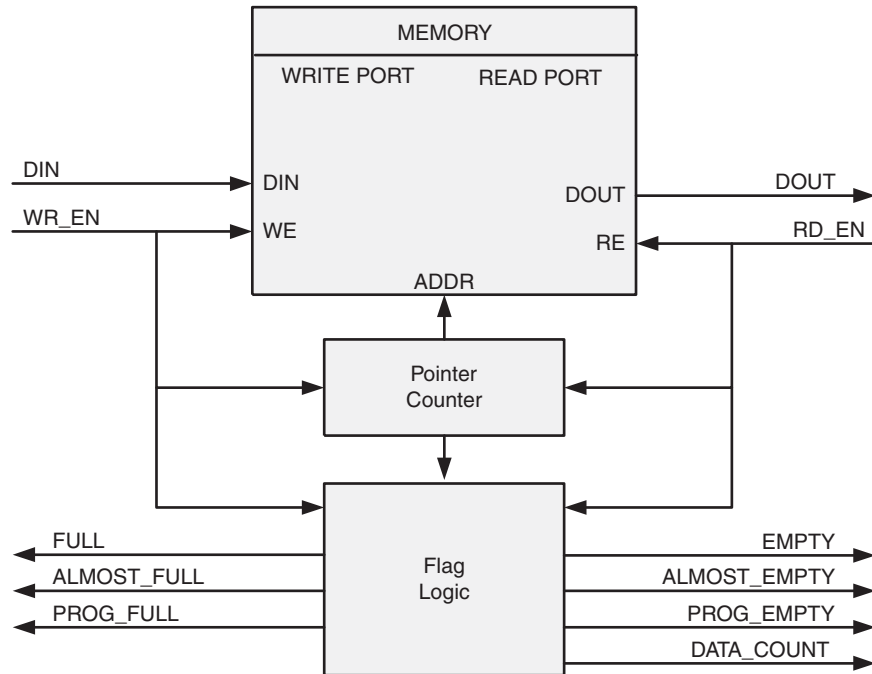 MEMORY
WRITE PORT READ PORT
DIN
DIN
DOUT
DOUT
WR_EN
WE
RE
RD_EN
ADDR
Pointer
Counter
FULL
EMPTY
Flag
Logic
ALMOST_FULL
ALMOST_EMPTY
PROG_FULL
PROG_EMPTY
DATA_COUNT